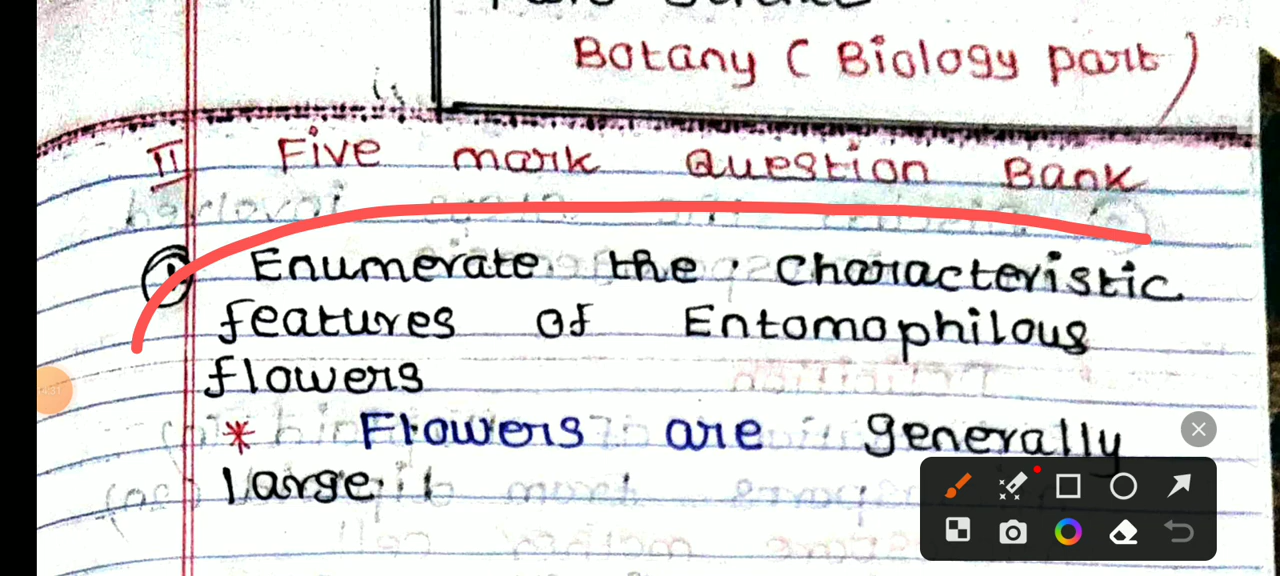 Botany ( Biology part )
II Five mark Question Bank
① Enumerate the characteristic
features of Entomophilous
flowers
* Flowers are generally
large